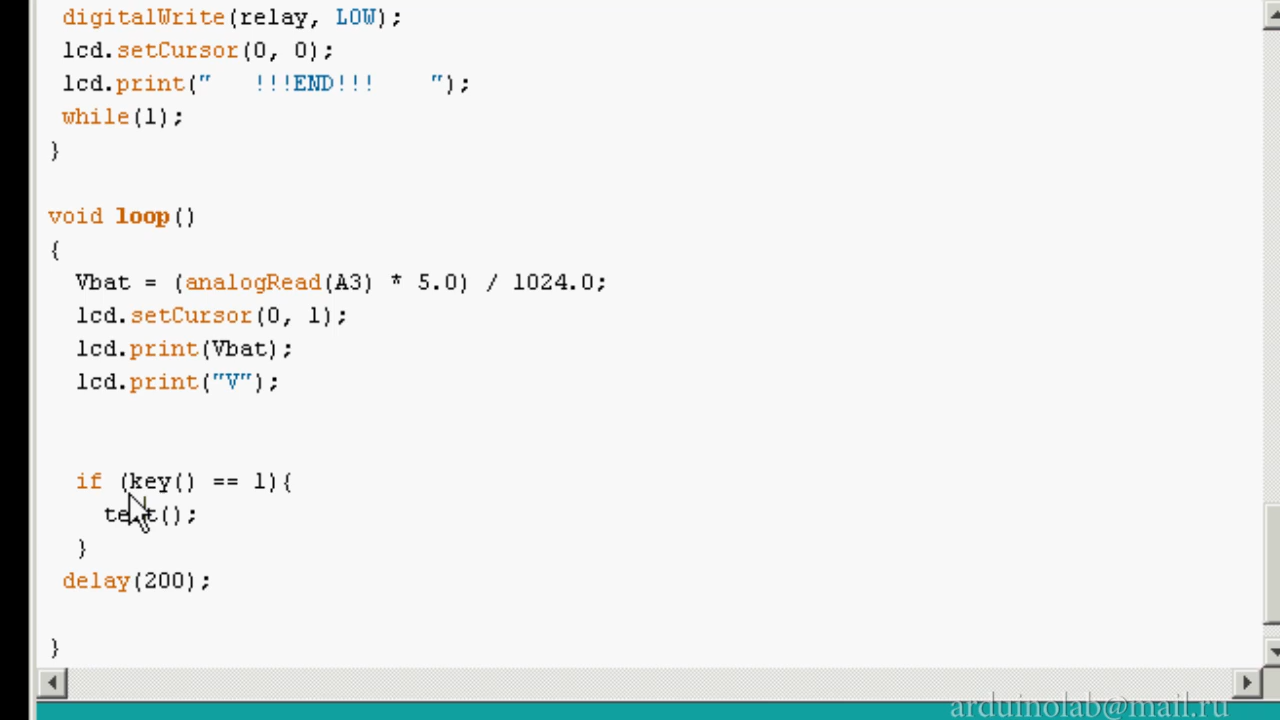 digitalWrite(relay, LOW);
lcd.setCursor(0, 0);
lcd.print("   !!!END!!!    ");
while(1);
}
void loop()
{
Vbat = (analogRead(A3) * 5.0) / 1024.0;
lcd.setCursor(0, 1);
lcd.print(Vbat);
lcd.print("V");
if (key() == 1){
test();
}
delay(200);
}
arduinolab@mail.ru